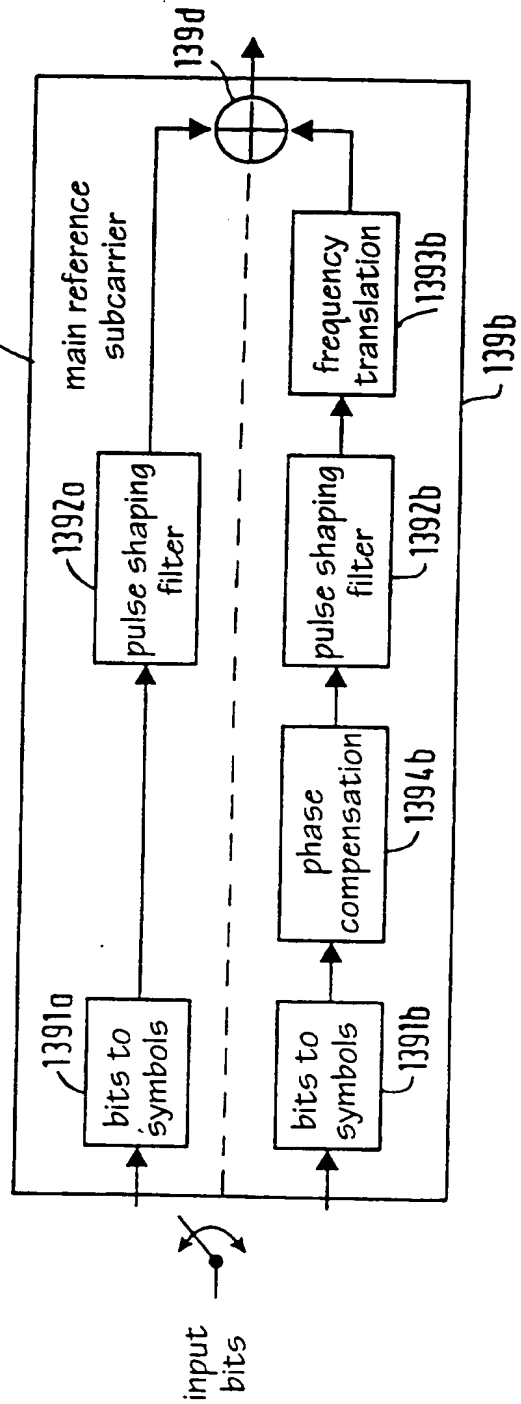 input
bits
1391a
bits to
symbols
1392a
pulse shaping
filter
main reference
subcarrier
139d
bits to
symbols
1391b
phase
compensation
1394b
pulse shaping
filter
1392b
frequency
translation
1393b
139b